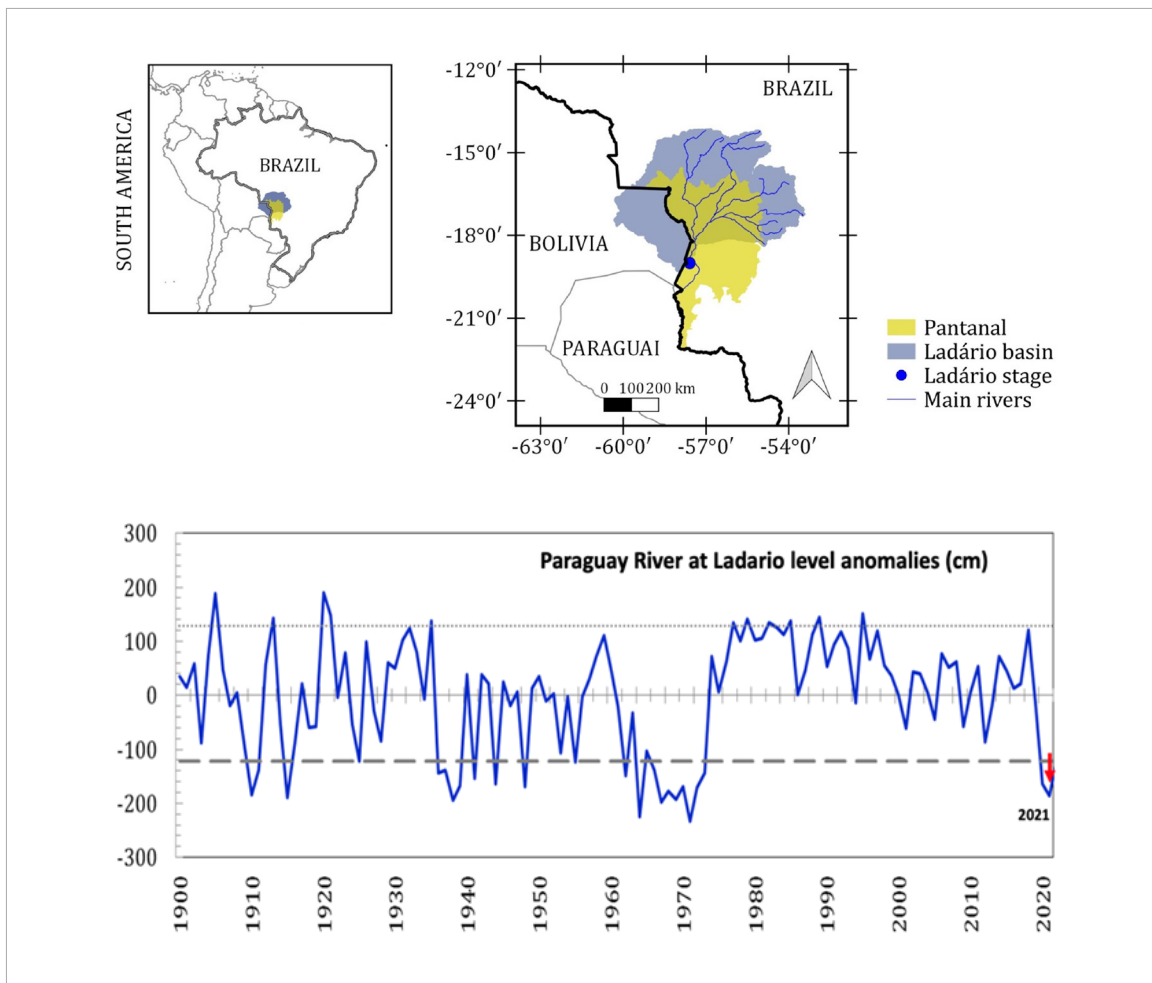 SOUTH AMERICA
BRAZIL
-12°0′
-15°0′
-18°0′
-21°0′
-24°0′
BRAZIL
BOLIVIA
PARAGUAI
0 100 200 km
-63°0′ -60°0′ -57°0′ -54°0′
Pantanal
Ladário basin
Ladário stage
Main rivers
Paraguay River at Ladario level anomalies (cm)
300
200
100
0
-100
-200
-300
2021
1900 1910 1920 1930 1940 1950 1960 1970 1980 1990 2000 2010 2020